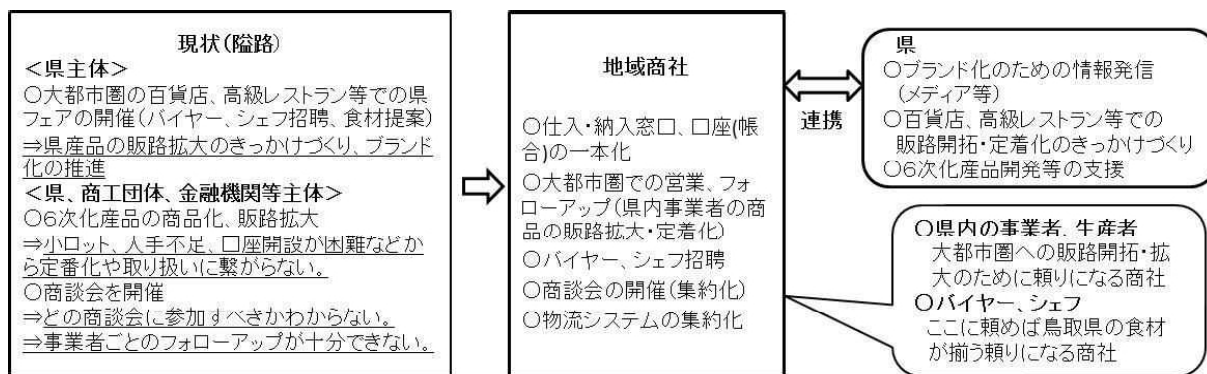 現状(隘路)
＜県主体＞
○大都市圏の百貨店、高級レストラン等での県
フェアの開催(バイヤー、シェフ招聘、食材提案)
⇒県産品の販路拡大のきっかけづくり、ブランド
化の推進
＜県、商工団体、金融機関等主体＞
○6次化産品の商品化、販路拡大
⇒小ロット、人手不足、口座開設が困難などか
ら定番化や取り扱いに繋がらない。
○商談会を開催
⇒どの商談会に参加すべきかわからない。
⇒事業者ごとのフォローアップが十分できない。
地域商社
○仕入・納入窓口、口座(帳
合)の一本化
○大都市圏での営業、フォ
ローアップ(県内事業者の商
品の販路拡大・定着化)
○バイヤー、シェフ招聘
○商談会の開催(集約化)
○物流システムの集約化
連携
県
○ブランド化のための情報発信
(メディア等)
○百貨店、高級レストラン等での
販路開拓・定着化のきっかけづくり
○6次化産品開発等の支援
○県内の事業者、生産者
大都市圏への販路開拓・拡
大のために頼りになる商社
○バイヤー、シェフ
ここに頼めば鳥取県の食材
が揃う頼りになる商社